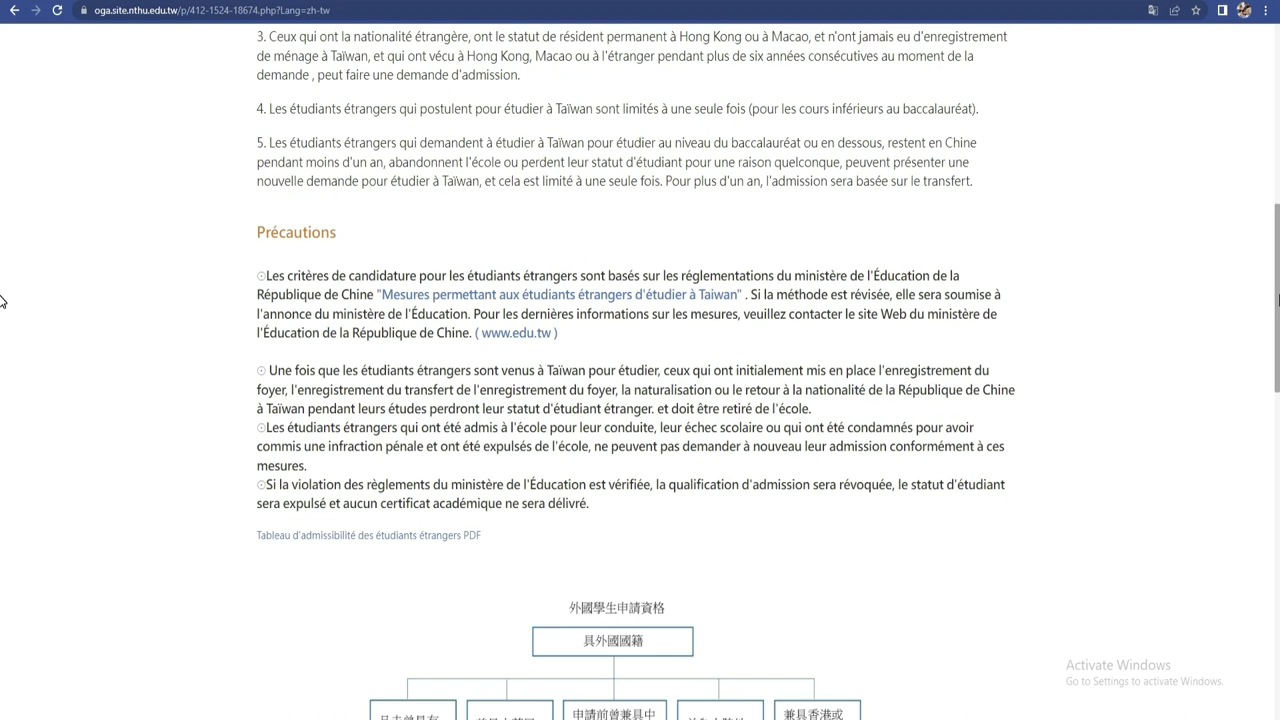 oga.site.nthu.edu.tw/p/412-1524-18674.php?Lang=zh-tw
3. Ceux qui ont la nationalité étrangère, ont le statut de résident permanent à Hong Kong ou à Macao, et n'ont jamais eu d'enregistrement
de ménage à Taïwan, et qui ont vécu à Hong Kong, Macao ou à l'étranger pendant plus de six années consécutives au moment de la
demande , peut faire une demande d'admission.
4. Les étudiants étrangers qui postulent pour étudier à Taïwan sont limités à une seule fois (pour les cours inférieurs au baccalauréat).
5. Les étudiants étrangers qui demandent à étudier à Taïwan pour étudier au niveau du baccalauréat ou en dessous, restent en Chine
pendant moins d'un an, abandonnent l'école ou perdent leur statut d'étudiant pour une raison quelconque, peuvent présenter une
nouvelle demande pour étudier à Taïwan, et cela est limité à une seule fois. Pour plus d'un an, l'admission sera basée sur le transfert.
Précautions
☉Les critères de candidature pour les étudiants étrangers sont basés sur les réglementations du ministère de l'Éducation de la
République de Chine "Mesures permettant aux étudiants étrangers d'étudier à Taiwan" . Si la méthode est révisée, elle sera soumise à
l'annonce du ministère de l'Éducation. Pour les dernières informations sur les mesures, veuillez contacter le site Web du ministère de
l'Éducation de la République de Chine. ( www.edu.tw )
☉ Une fois que les étudiants étrangers sont venus à Taïwan pour étudier, ceux qui ont initialement mis en place l'enregistrement du
foyer, l'enregistrement du transfert de l'enregistrement du foyer, la naturalisation ou le retour à la nationalité de la République de Chine
à Taïwan pendant leurs études perdront leur statut d'étudiant étranger. et doit être retiré de l'école.
☉Les étudiants étrangers qui ont été admis à l'école pour leur conduite, leur échec scolaire ou qui ont été condamnés pour avoir
commis une infraction pénale et ont été expulsés de l'école, ne peuvent pas demander à nouveau leur admission conformément à ces
mesures.
☉Si la violation des règlements du ministère de l'Éducation est vérifiée, la qualification d'admission sera révoquée, le statut d'étudiant
sera expulsé et aucun certificat académique ne sera délivré.
Tableau d'admissibilité des étudiants étrangers PDF
外國學生申請資格
具外國國籍
申請前曾兼具中
兼具香港或
Activate Windows
Go to Settings to activate Windows.